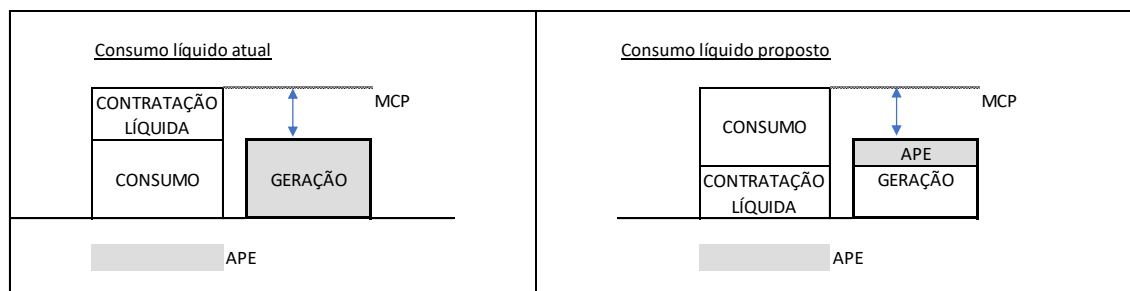 Consumo líquido atual
CONTRATAÇÃO
LÍQUIDA
MCP
CONSUMO
GERAÇÃO
APE
Consumo líquido proposto
MCP
CONSUMO
APE
CONTRATAÇÃO
LÍQUIDA
GERAÇÃO
APE